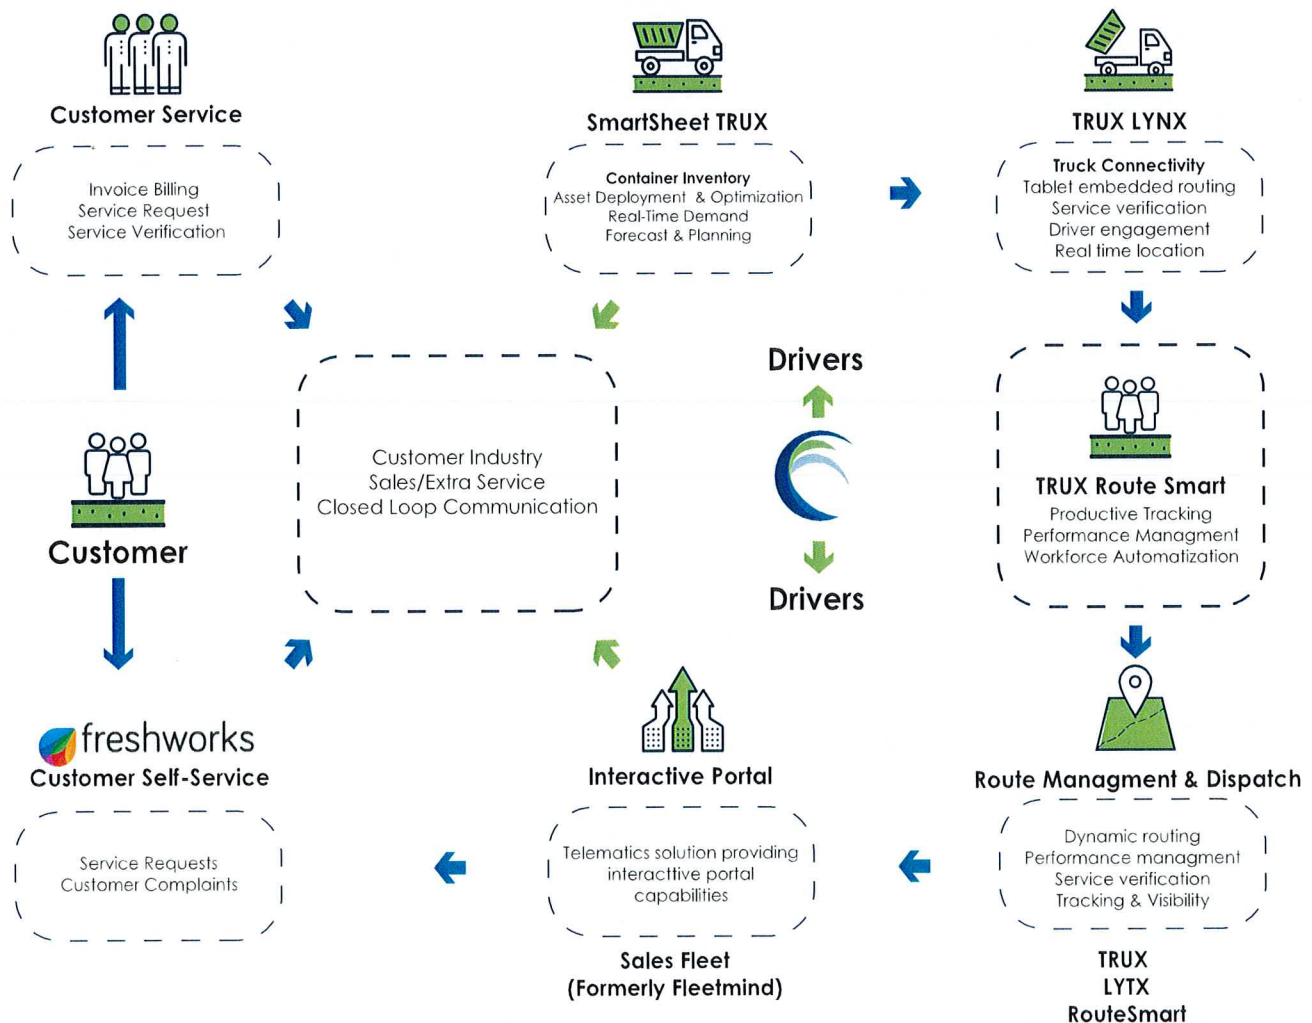 Customer Service
Invoice Billing
Service Request
Service Verification
SmartSheet TRUX
Container Inventory
Asset Deployment & Optimization
Real-Time Demand
Forecast & Planning
TRUX LYNX
Truck Connectivity
Tablet embedded routing
Service verification
Driver engagement
Real time location
Customer
Customer Industry
Sales/Extra Service
Closed Loop Communication
Drivers
Drivers
TRUX Route Smart
Productive Tracking
Performance Managment
Workforce Automatization
freshworks
Customer Self-Service
Service Requests
Customer Complaints
Interactive Portal
Telematics solution providing
interacttive portal
capabilities
Sales Fleet
(Formerly Fleetmind)
Route Managment & Dispatch
Dynamic routing
Performance managment
Service verification
Tracking & Visibility
TRUX
LYTX
RouteSmart